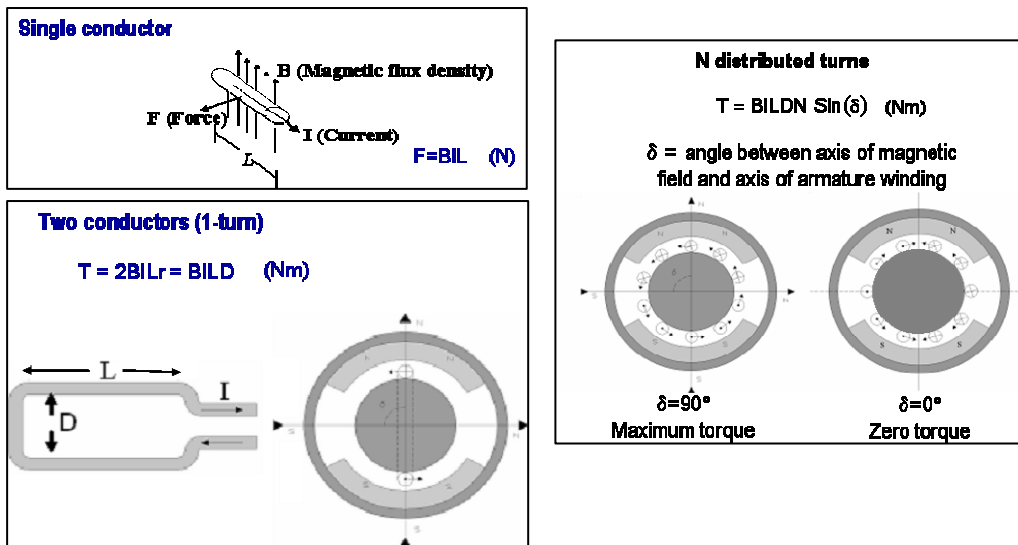 Single conductor
B (Magnetic flux density)
F (Force)
I (Current)
L
F=BIL (N)
Two conductors (1-turn)
T = 2BILr = BILD (Nm)
L
I
D
N
N
N
δ
S
S
S
S
N distributed turns
T = BILDN Sin(δ) (Nm)
δ = angle between axis of magnetic
field and axis of armature winding
N
N
N
N
N
δ
S
S
S
S
S
S
δ=90° δ=0°
Maximum torque Zero torque